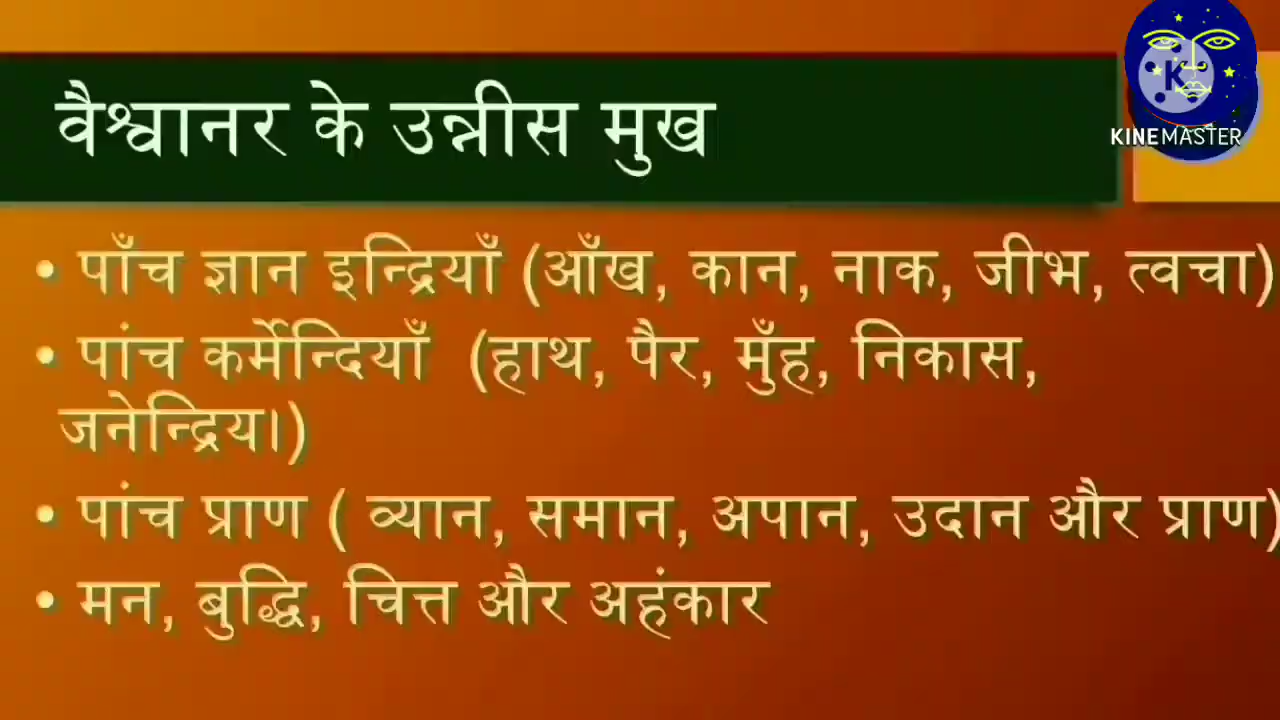 वैश्वानर के उन्नीस मुख
KINEMASTER
• पाँच ज्ञान इन्द्रियाँ (आँख, कान, नाक, जीभ, त्वचा)
• पांच कर्मेन्दियाँ (हाथ, पैर, मुँह, निकास,
जनेन्द्रिय।)
• पांच प्राण ( व्यान, समान, अपान, उदान और प्राण)
• मन, बुद्धि, चित्त और अहंकार